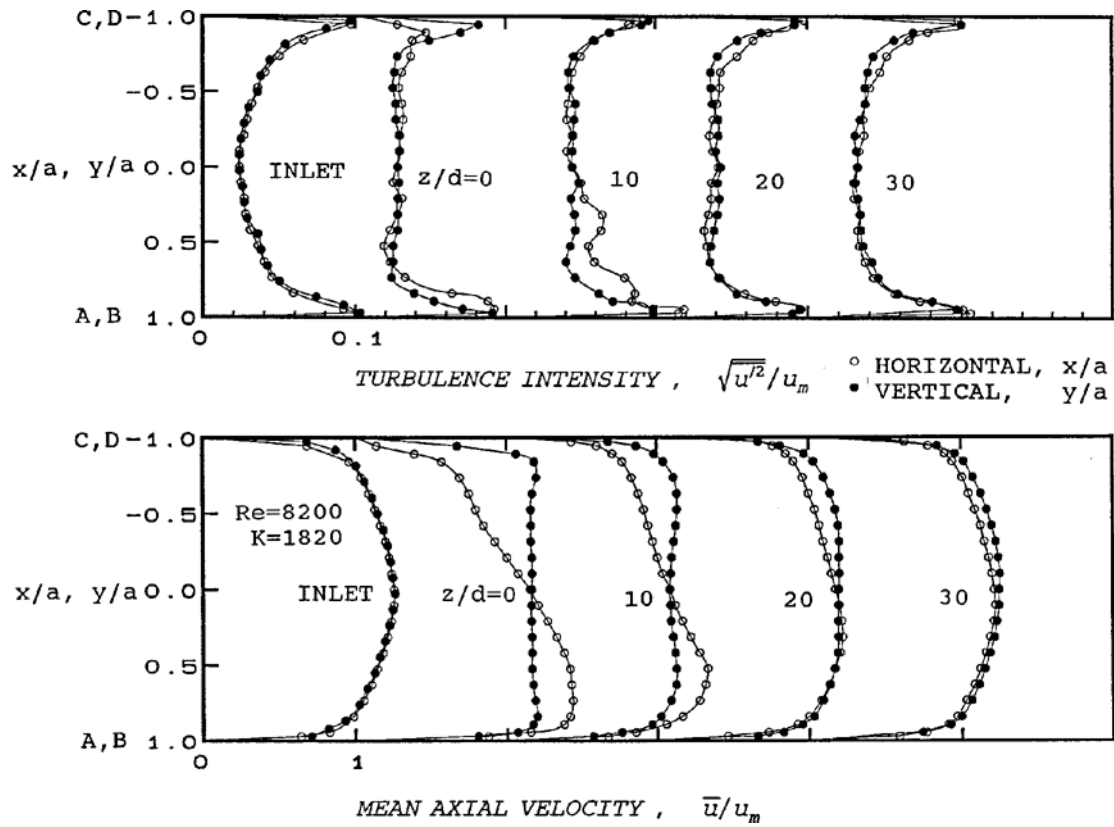 C,D -1.0
-0.5
x/a, y/a 0.0 INLET z/d=0 10 20 30
0.5
A,B 1.0
0 0.1
TURBULENCE INTENSITY , √u'²/uₘ
○ HORIZONTAL, x/a
● VERTICAL, y/a
C,D -1.0
-0.5 Re=8200
K=1820
x/a, y/a 0.0 INLET z/d=0 10 20 30
0.5
A,B 1.0
0 1
MEAN AXIAL VELOCITY , u̅/uₘ